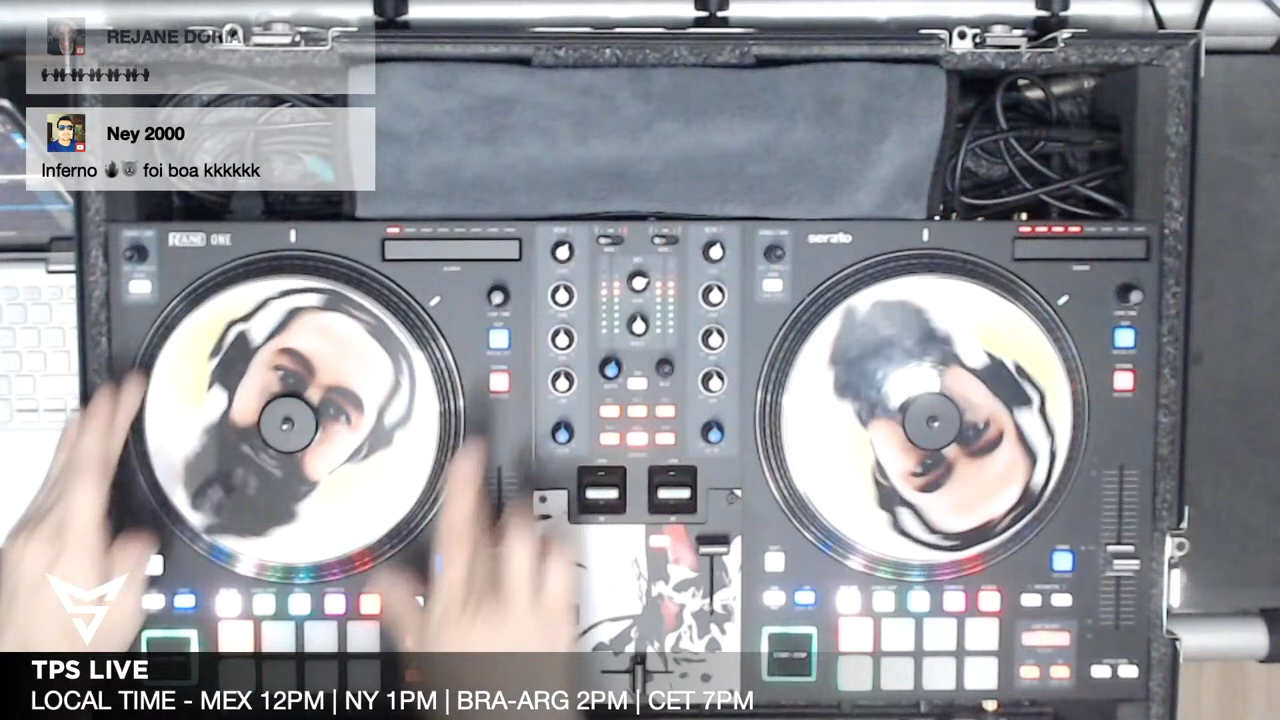 REJANE DORIA
Ney 2000
Inferno 🔥👿 foi boa kkkkkk
RANE ONE
serato
TPS LIVE
LOCAL TIME - MEX 12PM | NY 1PM | BRA-ARG 2PM | CET 7PM